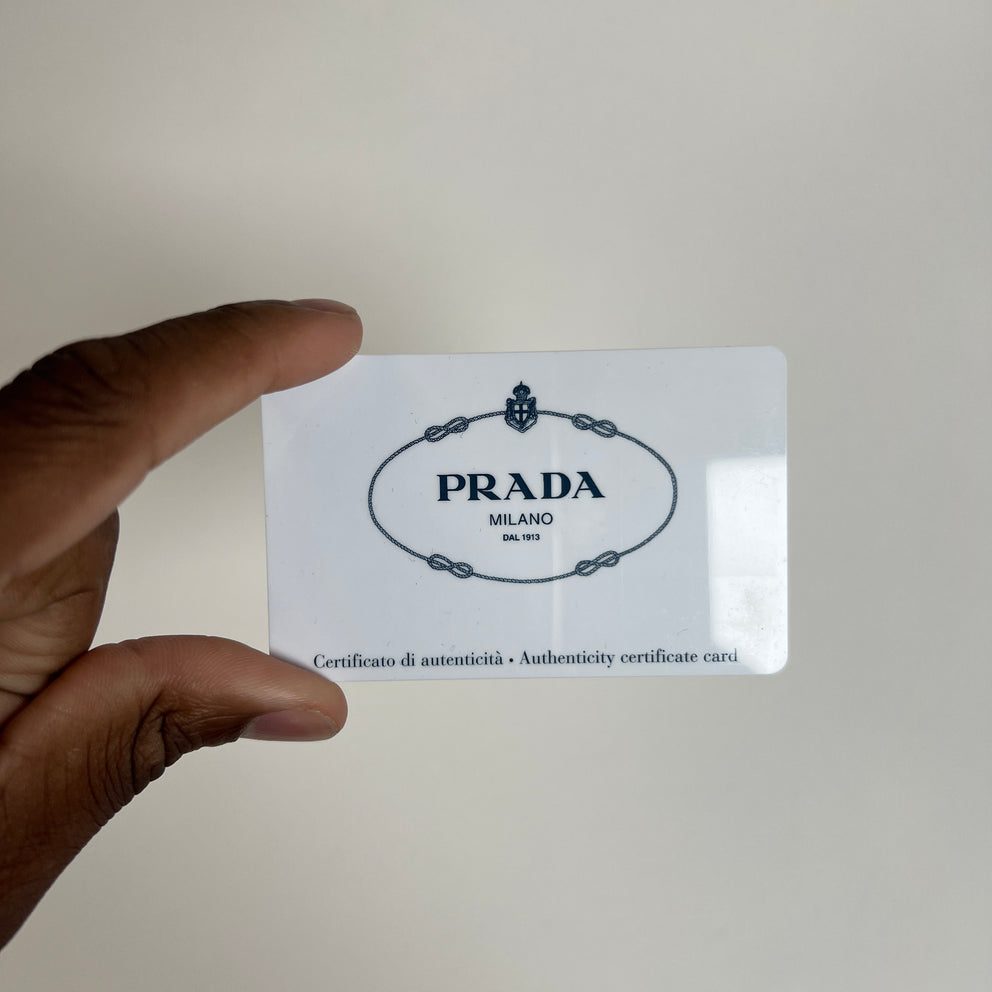 PRADA
MILANO
DAL 1913
Certificato di autenticità • Authenticity certificate card